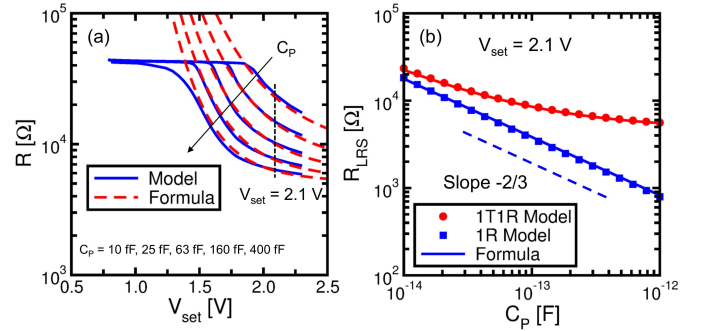 (a)
C_P
R [Ω]
10^5
10^4
10^3
Model
Formula
V_set = 2.1 V
C_P = 10 fF, 25 fF, 63 fF, 160 fF, 400 fF
0.5 1.0 1.5 2.0 2.5
V_set [V]
(b)
V_set = 2.1 V
R_LRS [Ω]
10^5
10^4
10^3
10^2
Slope -2/3
1T1R Model
1R Model
Formula
10^-14 10^-13 10^-12
C_P [F]